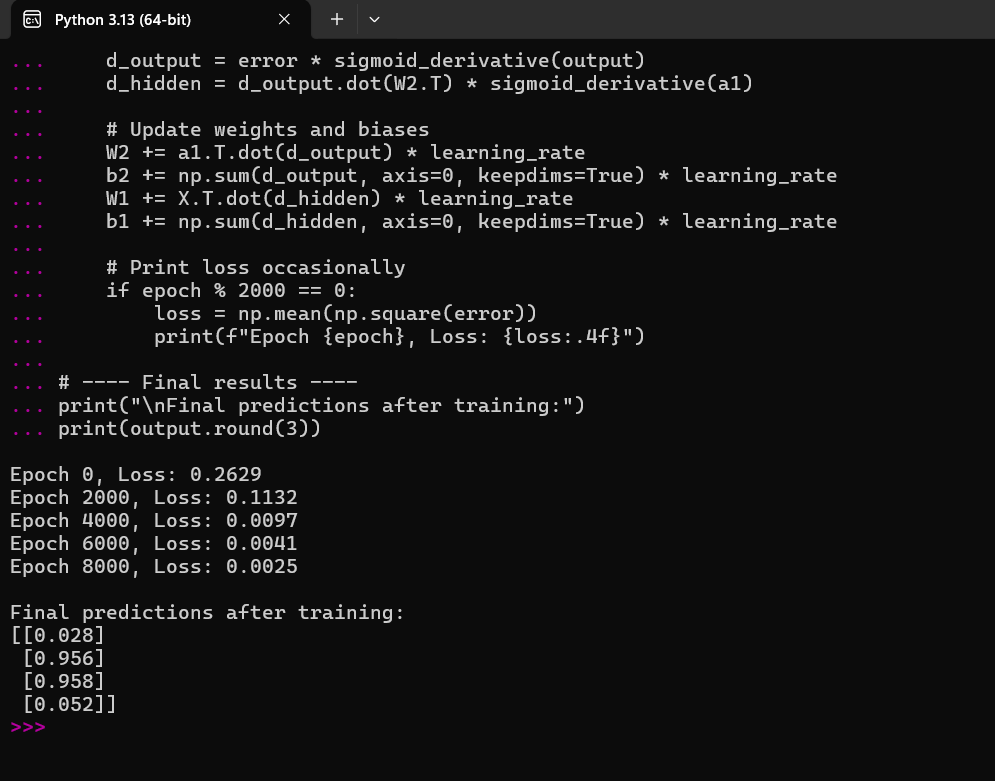 Python 3.13 (64-bit)
...     d_output = error * sigmoid_derivative(output)
...     d_hidden = d_output.dot(W2.T) * sigmoid_derivative(a1)
...
...     # Update weights and biases
...     W2 += a1.T.dot(d_output) * learning_rate
...     b2 += np.sum(d_output, axis=0, keepdims=True) * learning_rate
...     W1 += X.T.dot(d_hidden) * learning_rate
...     b1 += np.sum(d_hidden, axis=0, keepdims=True) * learning_rate
...
...     # Print loss occasionally
...     if epoch % 2000 == 0:
...         loss = np.mean(np.square(error))
...         print(f"Epoch {epoch}, Loss: {loss:.4f}")
...
... # ---- Final results ----
... print("\nFinal predictions after training:")
... print(output.round(3))
Epoch 0, Loss: 0.2629
Epoch 2000, Loss: 0.1132
Epoch 4000, Loss: 0.0097
Epoch 6000, Loss: 0.0041
Epoch 8000, Loss: 0.0025
Final predictions after training:
[[0.028]
 [0.956]
 [0.958]
 [0.052]]
>>>